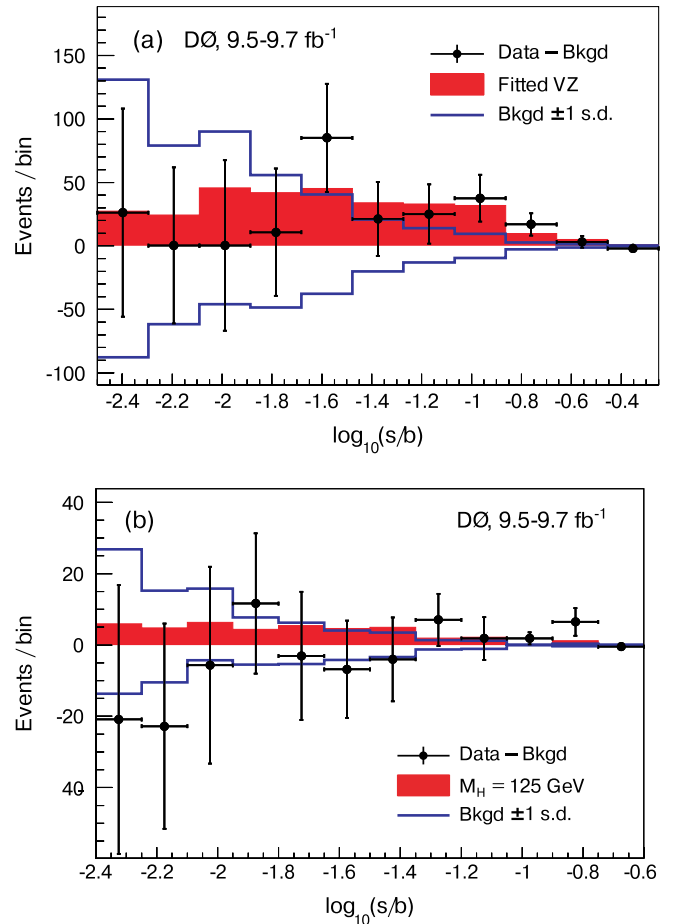 (a) DØ, 9.5-9.7 fb-1
Data – Bkgd
Fitted VZ
Bkgd ±1 s.d.
150
100
50
0
-50
-100
Events / bin
-2.4 -2.2 -2 -1.8 -1.6 -1.4 -1.2 -1 -0.8 -0.6 -0.4
log10(s/b)
(b) DØ, 9.5-9.7 fb-1
40
20
0
-20
40
Events / bin
Data – Bkgd
MH = 125 GeV
Bkgd ±1 s.d.
-2.4 -2.2 -2 -1.8 -1.6 -1.4 -1.2 -1 -0.8 -0.6
log10(s/b)